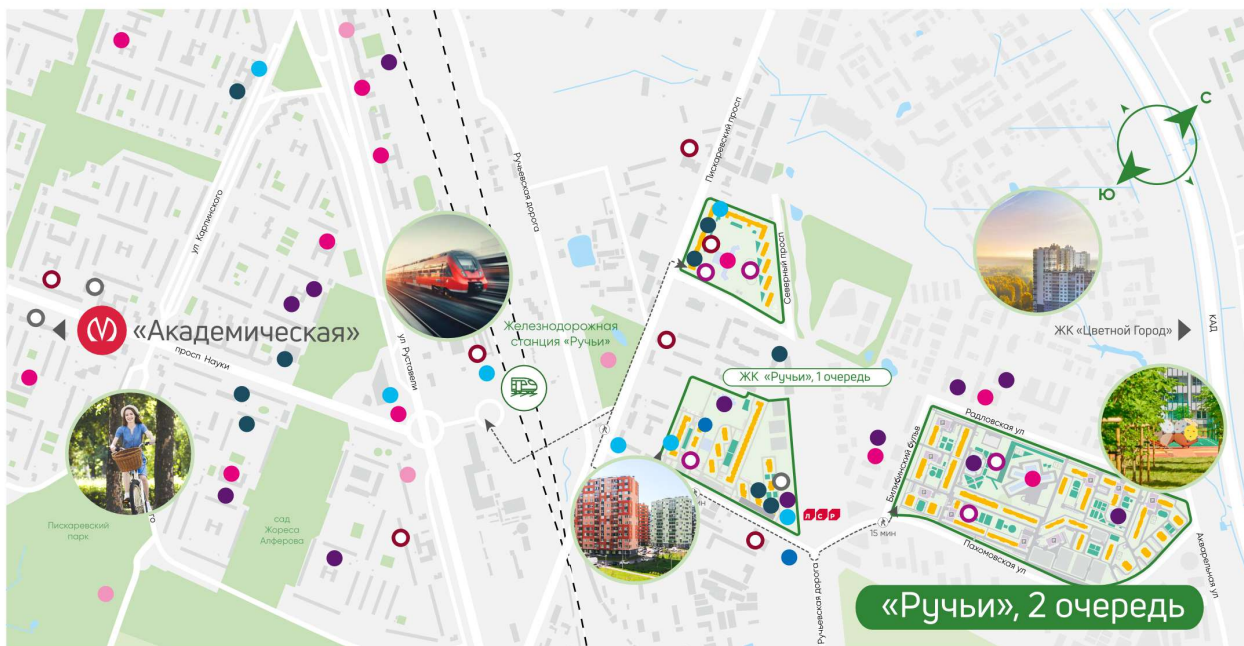 С
Ю
Пискаревский просп
Ручьевская дорога
ул Карпинского
Северный просп
«Академическая»
просп Науки
ул Руставели
Железнодорожная
станция «Ручьи»
ЖК «Цветной Город»
КАД
ЖК «Ручьи», 1 очередь
Радловская ул
Билибинский бульв
ЛСР
15 мин
Пахомовская ул
Акварельная ул
Ручьевская дорога
Пискаревский
парк
сад
Жореса
Алферова
«Ручьи», 2 очередь